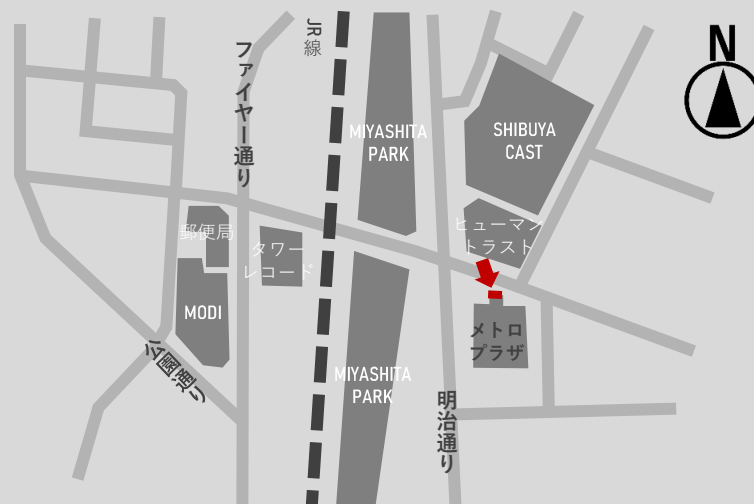 JR線
ファイヤー通り
N
MIYASHITA
PARK
SHIBUYA
CAST
郵便局
タワー
レコード
ヒューマン
トラスト
MODI
メトロ
プラザ
公園通り
MIYASHITA
PARK
明治通り